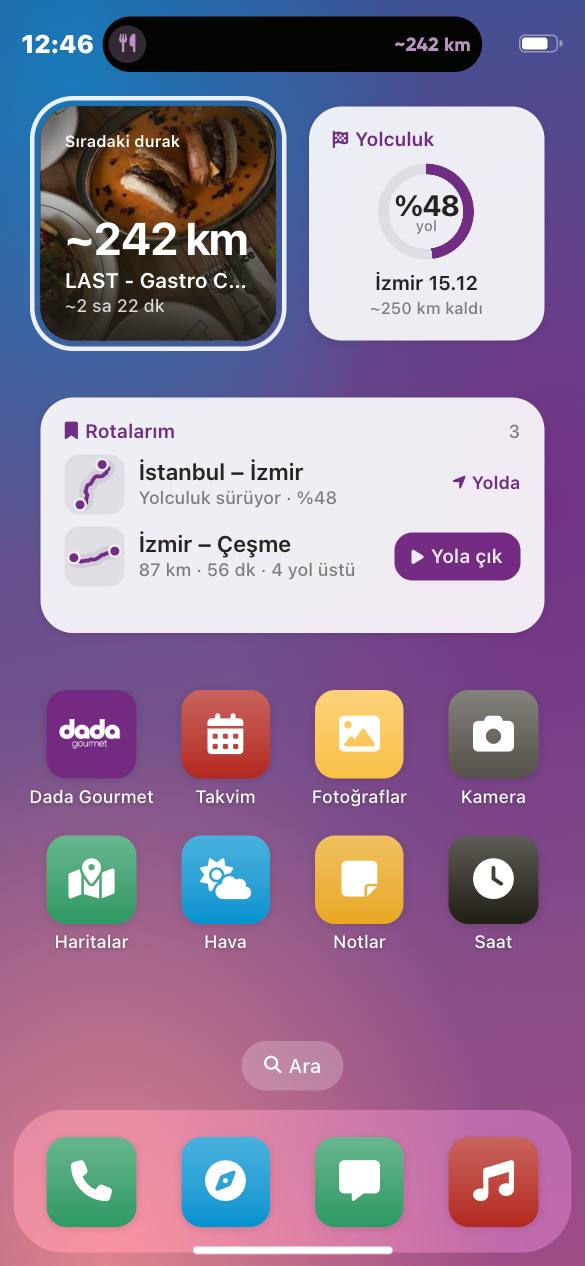 12:46
~242 km
Sıradaki durak
~242 km
LAST - Gastro C...
~2 sa 22 dk
Yolculuk
%48
yol
İzmir 15.12
~250 km kaldı
Rotalarım
3
İstanbul – İzmir
Yolculuk sürüyor · %48
Yolda
İzmir – Çeşme
87 km · 56 dk · 4 yol üstü
Yola çık
dada
gourmet
Dada Gourmet
Takvim
Fotoğraflar
Kamera
Haritalar
Hava
Notlar
Saat
Ara